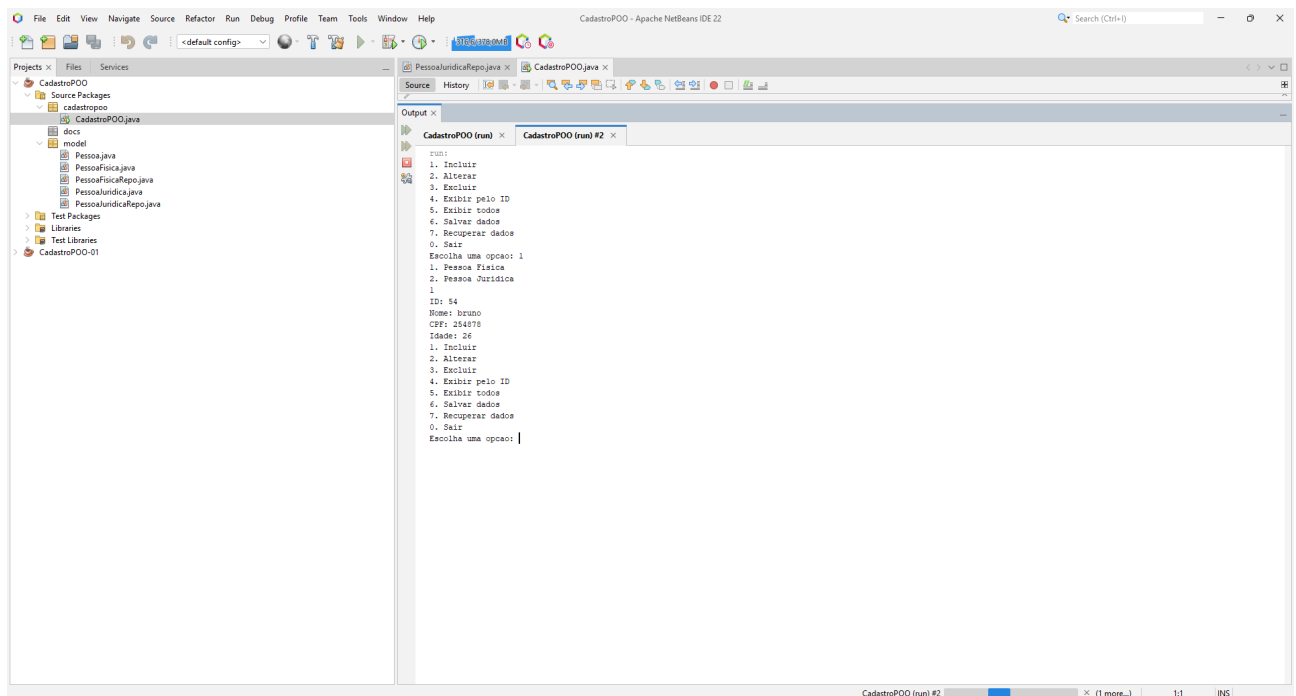 File Edit View Navigate Source Refactor Run Debug Profile Team Tools Window Help
CadastroPOO - Apache NetBeans IDE 22
Search (Ctrl+I)
<default config>
Projects Files Services
CadastroPOO
Source Packages
cadastropoo
CadastroPOO.java
docs
model
Pessoa.java
PessoaFisica.java
PessoaFisicaRepo.java
PessoaJuridica.java
PessoaJuridicaRepo.java
Test Packages
Libraries
Test Libraries
CadastroPOO-01
PessoaJuridicaRepo.java CadastroPOO.java
Source History
Output
CadastroPOO (run) CadastroPOO (run) #2
run:
1. Incluir
2. Alterar
3. Excluir
4. Exibir pelo ID
5. Exibir todos
6. Salvar dados
7. Recuperar dados
0. Sair
Escolha uma opcao: 1
1. Pessoa Fisica
2. Pessoa Juridica
1
ID: 54
Nome: bruno
CPF: 254878
Idade: 26
1. Incluir
2. Alterar
3. Excluir
4. Exibir pelo ID
5. Exibir todos
6. Salvar dados
7. Recuperar dados
0. Sair
Escolha uma opcao:
CadastroPOO (run) #2 (1 more...) 1:1 INS